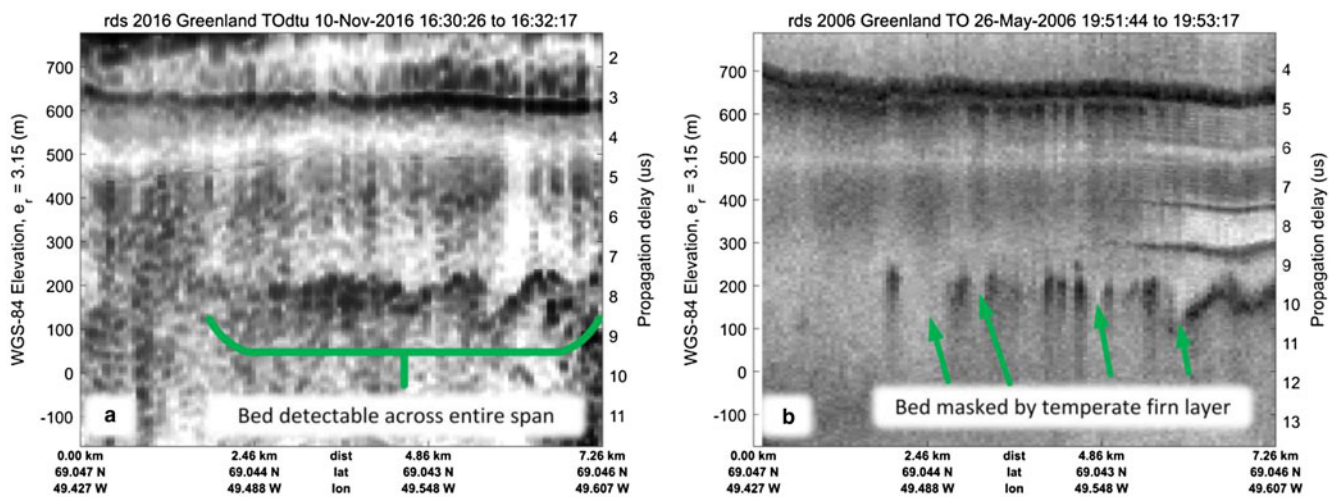 rds 2016 Greenland TOdtu 10-Nov-2016 16:30:26 to 16:32:17
WGS-84 Elevation, e_r = 3.15 (m)
700
600
500
400
300
200
100
0
-100
2
3
4
5
6
7
8
9
10
11
Propagation delay (us)
a
Bed detectable across entire span
0.00 km 2.46 km dist 4.86 km 7.26 km
69.047 N 69.044 N lat 69.043 N 69.046 N
49.427 W 49.488 W lon 49.548 W 49.607 W
rds 2006 Greenland TO 26-May-2006 19:51:44 to 19:53:17
WGS-84 Elevation, e_r = 3.15 (m)
700
600
500
400
300
200
100
0
-100
4
5
6
7
8
9
10
11
12
13
Propagation delay (us)
b
Bed masked by temperate firn layer
0.00 km 2.46 km dist 4.86 km 7.26 km
69.047 N 69.044 N lat 69.043 N 69.046 N
49.427 W 49.488 W lon 49.548 W 49.607 W